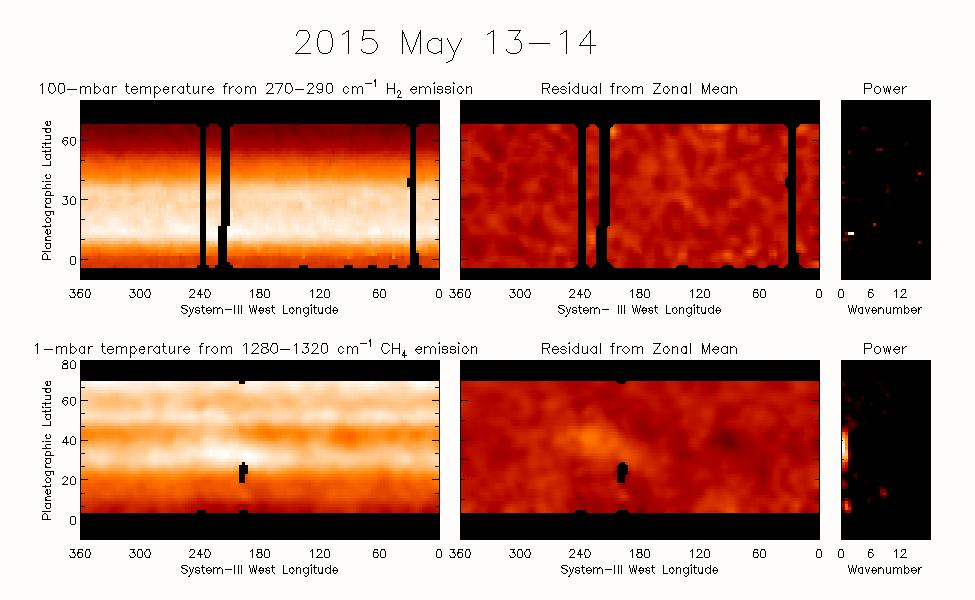 2015 May 13−14
100−mbar temperature from 270−290 cm⁻¹ H₂ emission
Residual from Zonal Mean
Power
Planetographic Latitude
60
30
0
360 300 240 180 120 60 0
360 300 240 180 120 60 0
0 6 12
System−III West Longitude
System− III West Longitude
Wavenumber
1−mbar temperature from 1280−1320 cm⁻¹ CH₄ emission
Residual from Zonal Mean
Power
Planetographic Latitude
80
60
40
20
0
360 300 240 180 120 60 0
360 300 240 180 120 60 0
0 6 12
System−III West Longitude
System−III West Longitude
Wavenumber